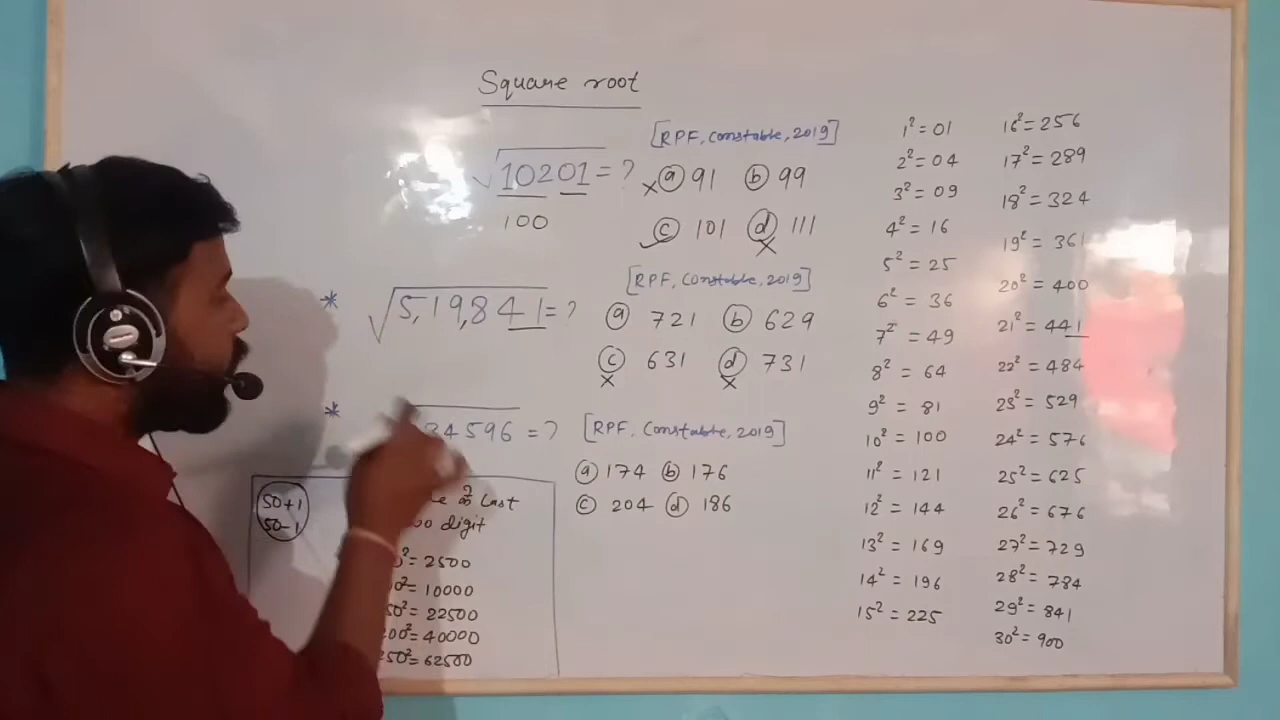 Square root
√10201 = ? [RPF, Constable, 2019]
100
ⓐ 91 ⓑ 99
ⓒ 101 ⓓ 111
* √5,19,841 = ? [RPF, Constable, 2019]
ⓐ 721 ⓑ 629
ⓒ 631 ⓓ 731
* 34596 = ? [RPF, Constable, 2019]
ⓐ 174 ⓑ 176
ⓒ 204 ⓓ 186
50+1
50-1
Last
digit
= 2500
= 10000
= 22500
= 40000
250² = 62500
1² = 01
2² = 04
3² = 09
4² = 16
5² = 25
6² = 36
7² = 49
8² = 64
9² = 81
10² = 100
11² = 121
12² = 144
13² = 169
14² = 196
15² = 225
16² = 256
17² = 289
18² = 324
19² = 361
20² = 400
21² = 441
22² = 484
23² = 529
24² = 576
25² = 625
26² = 676
27² = 729
28² = 784
29² = 841
30² = 900